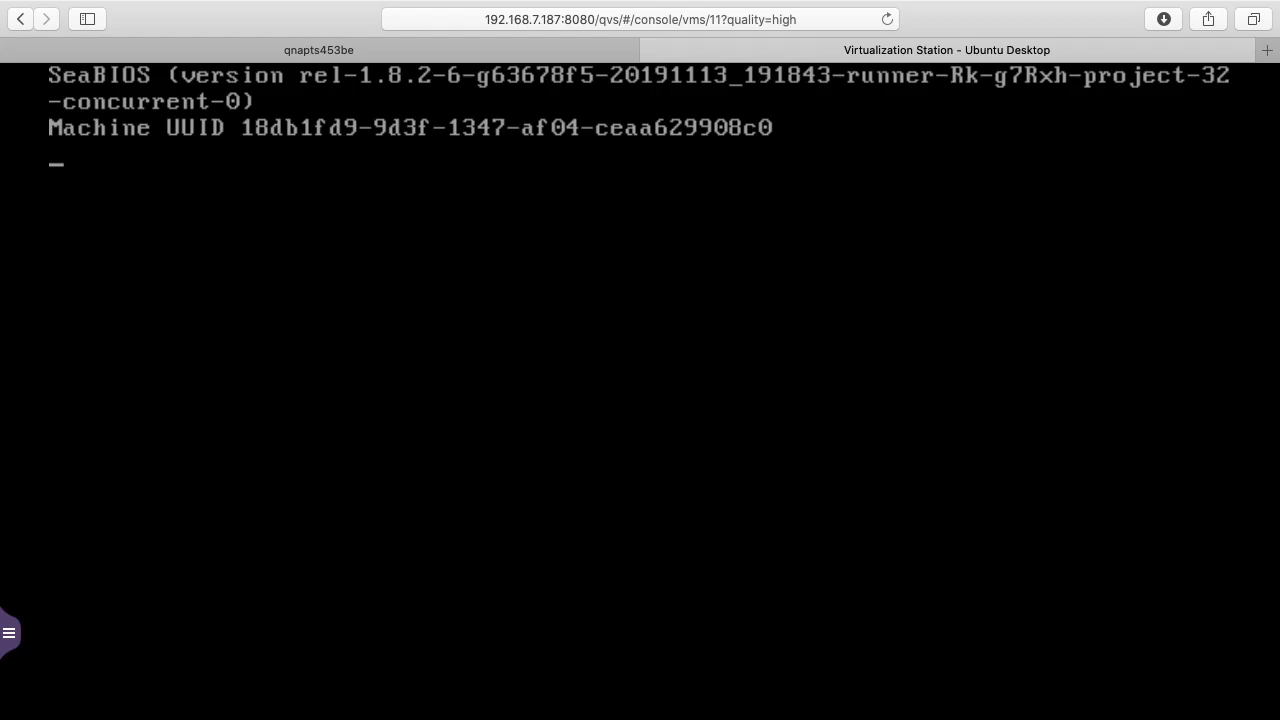 192.168.7.187:8080/qvs/#/console/vms/11?quality=high
qnapts453be
Virtualization Station - Ubuntu Desktop
SeaBIOS (version rel-1.8.2-6-g63678f5-20191113_191843-runner-Rk-g7Rxh-project-32
-concurrent-0)
Machine UUID 18db1fd9-9d3f-1347-af04-ceaa629908c0